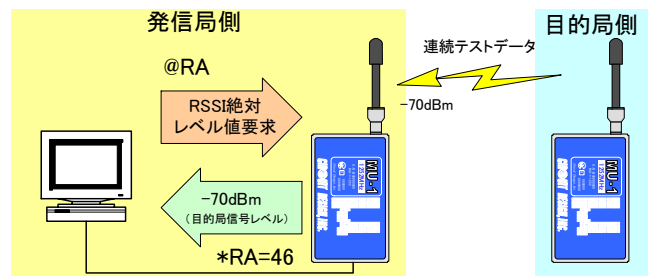 発信局側
目的局側
連続テストデータ
@RA
RSSI絶対
レベル値要求
-70dBm
-70dBm
(目的局信号レベル)
*RA=46
MU-1
MU-1